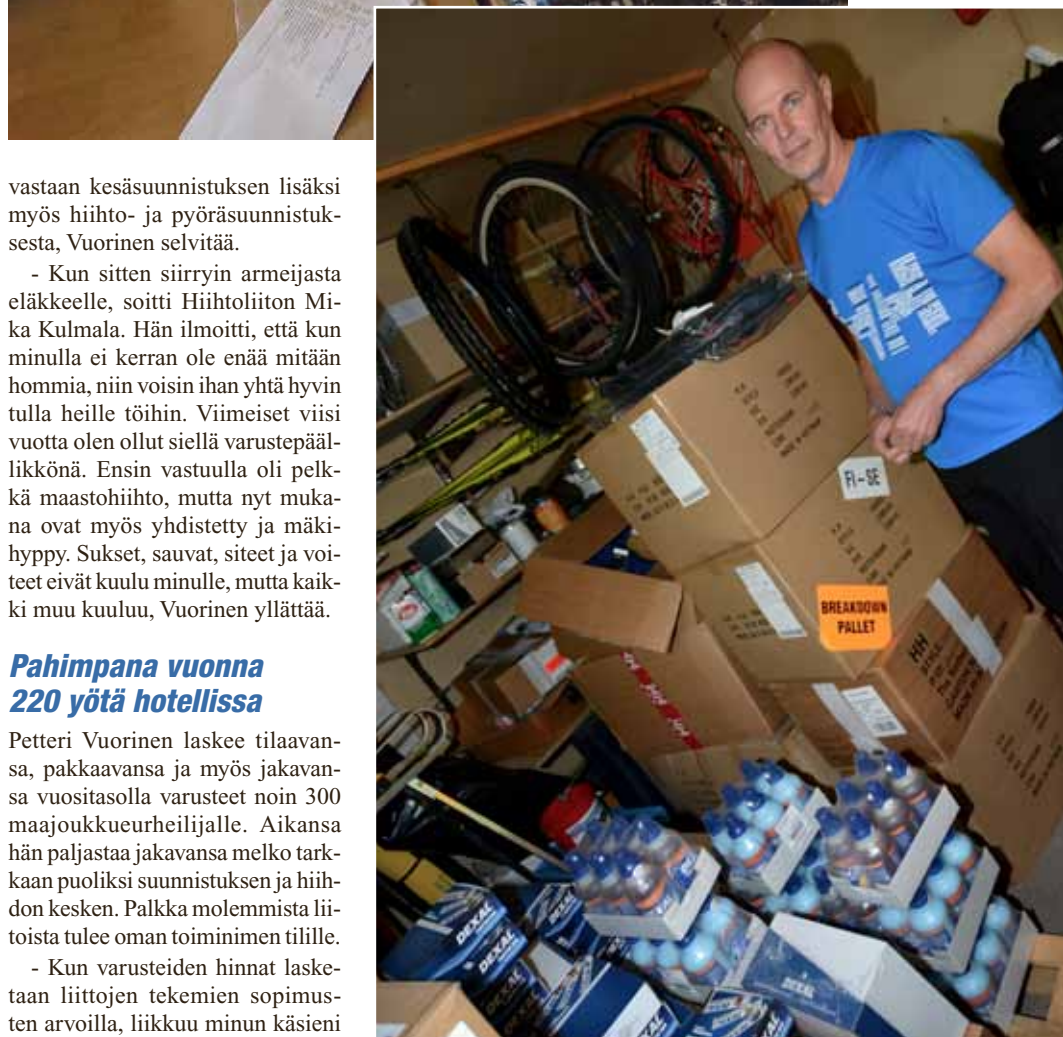 vastaan kesäsuunnistuksen lisäksi
myös hiihto- ja pyöräsuunnistuk-
sesta, Vuorinen selvitää.
- Kun sitten siirryin armeijasta
eläkkeelle, soitti Hiihtoliiton Mi-
ka Kulmala. Hän ilmoitti, että kun
minulla ei kerran ole enää mitään
hommia, niin voisin ihan yhtä hyvin
tulla heille töihin. Viimeiset viisi
vuotta olen ollut siellä varustepääl-
likkönä. Ensin vastuulla oli pelk-
kä maastohiihto, mutta nyt muka-
na ovat myös yhdistetty ja mäki-
hyppy. Sukset, sauvat, siteet ja voi-
teet eivät kuulu minulle, mutta kaik-
ki muu kuuluu, Vuorinen yllättää.
Pahimpana vuonna
220 yötä hotellissa
Petteri Vuorinen laskee tilaavan-
sa, pakkaavansa ja myös jakavan-
sa vuositasolla varusteet noin 300
maajoukkueurheilijalle. Aikansa
hän paljastaa jakavansa melko tark-
kaan puoliksi suunnistuksen ja hiih-
don kesken. Palkka molemmista lii-
toista tulee oman toiminimen tilille.
- Kun varusteiden hinnat laske-
taan liittojen tekemien sopimus-
ten arvoilla, liikkuu minun käsieni
FI-SE
BREAKDOWN
PALLET
HH
HH
DEXAL
DEXAL
DEXAL
DEXAL